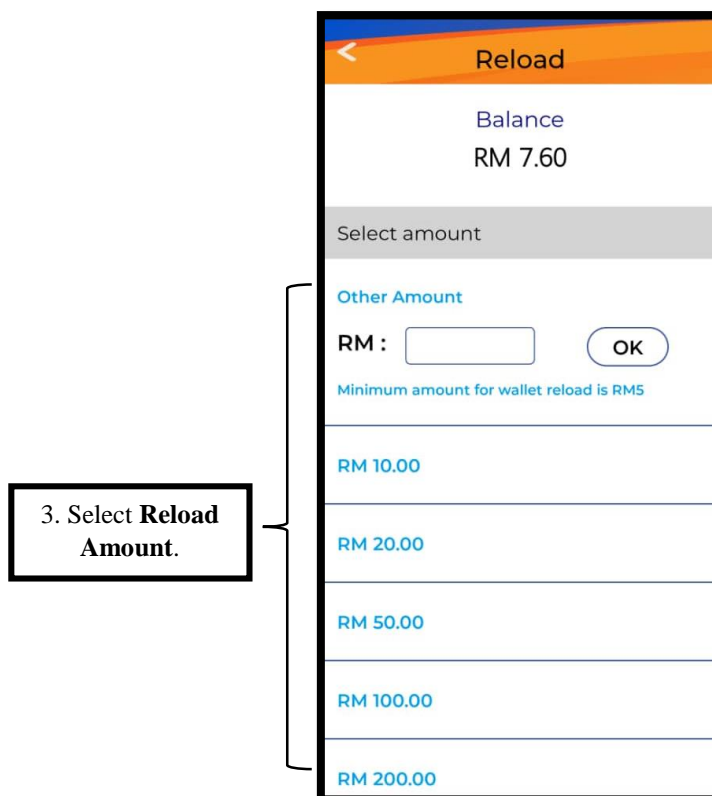 Reload
Balance
RM 7.60
Select amount
Other Amount
RM :
OK
Minimum amount for wallet reload is RM5
RM 10.00
3. Select Reload
Amount.
RM 20.00
RM 50.00
RM 100.00
RM 200.00